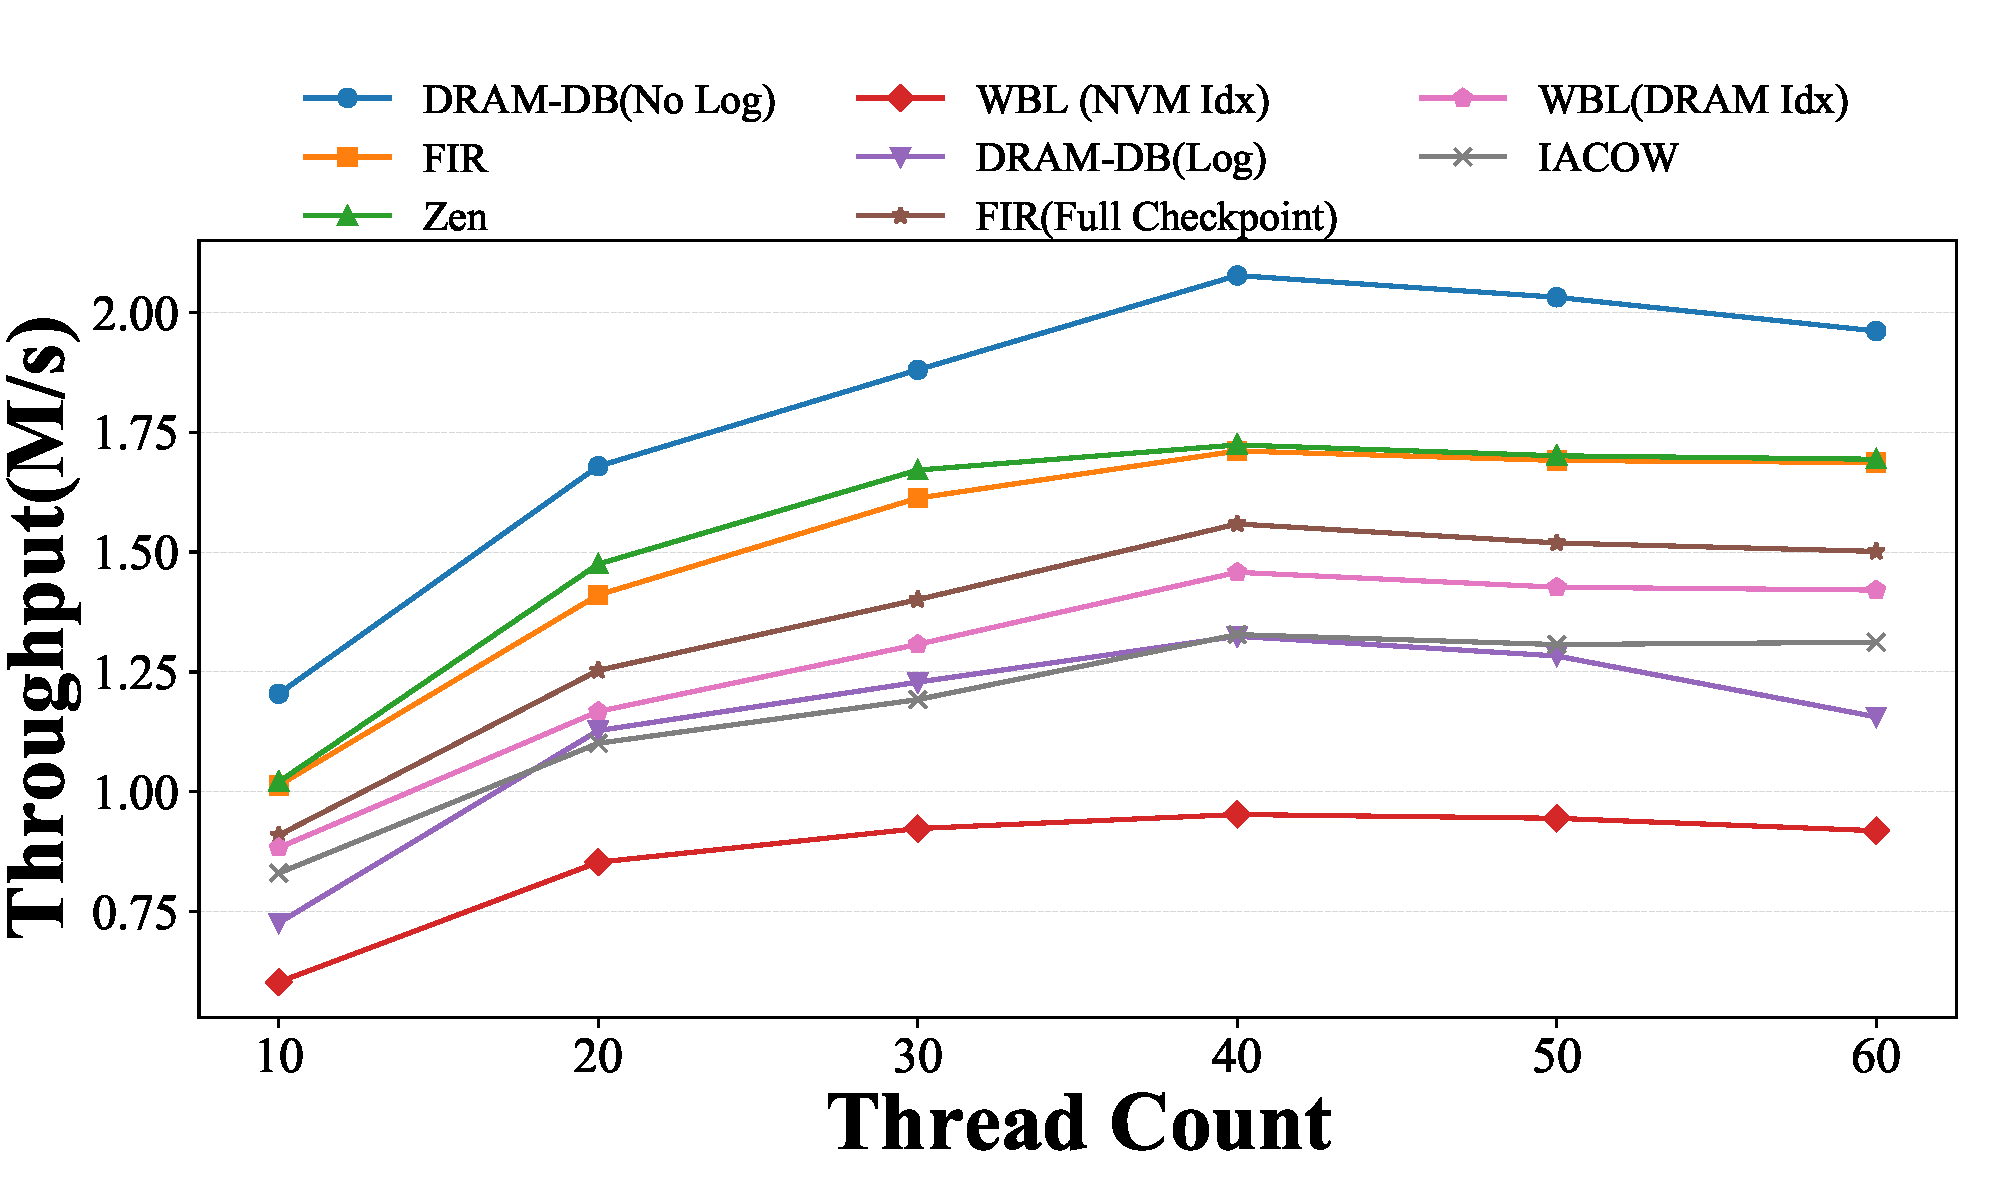 DRAM-DB(No Log) WBL (NVM Idx) WBL(DRAM Idx)
FIR DRAM-DB(Log) IACOW
Zen FIR(Full Checkpoint)
Throughput(M/s)
2.00
1.75
1.50
1.25
1.00
0.75
10 20 30 40 50 60
Thread Count